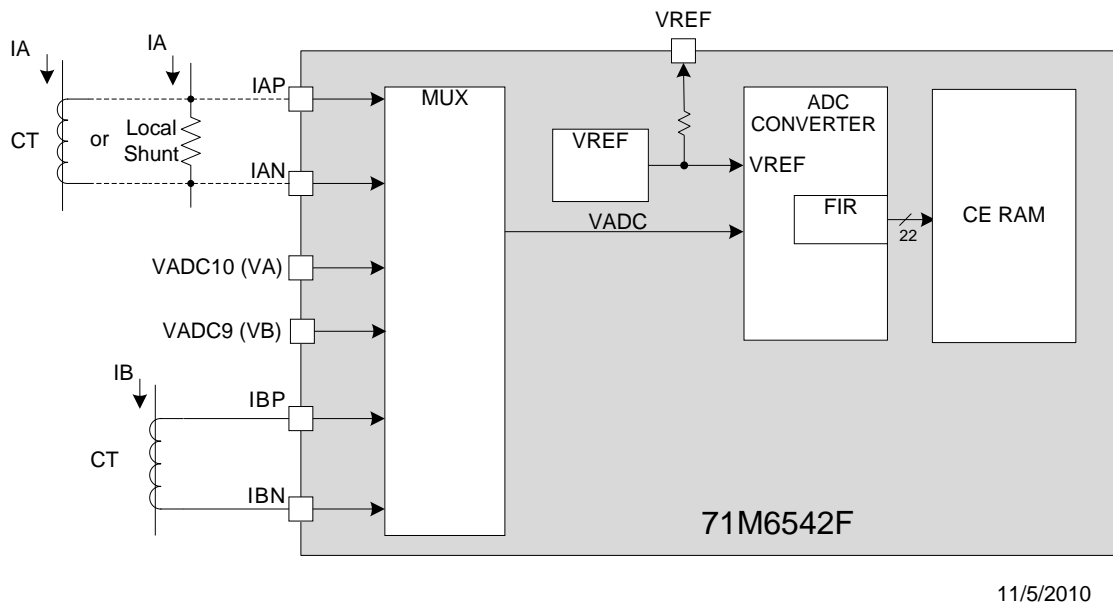 VREF
IA
IA
IAP
MUX
ADC
CONVERTER
CT
or
Local
Shunt
VREF
VREF
IAN
FIR
CE RAM
VADC
22
VADC10 (VA)
VADC9 (VB)
IB
IBP
CT
IBN
71M6542F
11/5/2010